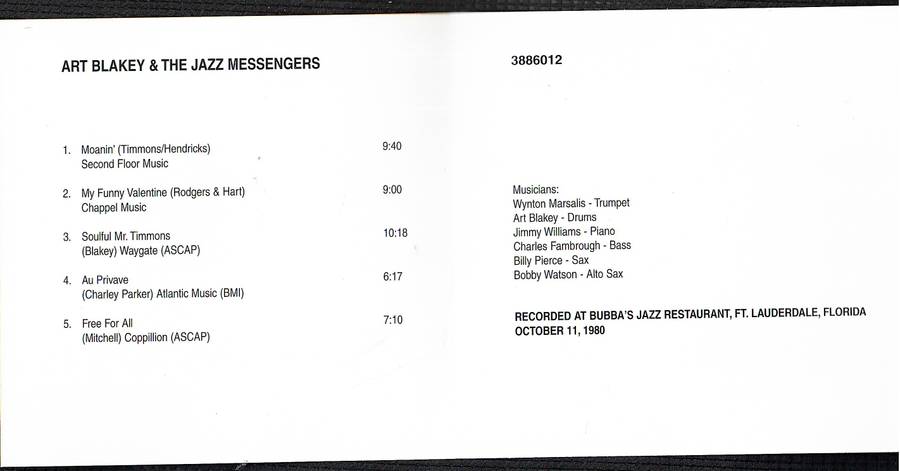 ART BLAKEY & THE JAZZ MESSENGERS
1. Moanin' (Timmons/Hendricks) 9:40
Second Floor Music
2. My Funny Valentine (Rodgers & Hart) 9:00
Chappel Music
3. Soulful Mr. Timmons 10:18
(Blakey) Waygate (ASCAP)
4. Au Privave 6:17
(Charley Parker) Atlantic Music (BMI)
5. Free For All 7:10
(Mitchell) Coppillion (ASCAP)
3886012
Musicians:
Wynton Marsalis - Trumpet
Art Blakey - Drums
Jimmy Williams - Piano
Charles Fambrough - Bass
Billy Pierce - Sax
Bobby Watson - Alto Sax
RECORDED AT BUBBA'S JAZZ RESTAURANT, FT. LAUDERDALE, FLORIDA
OCTOBER 11, 1980